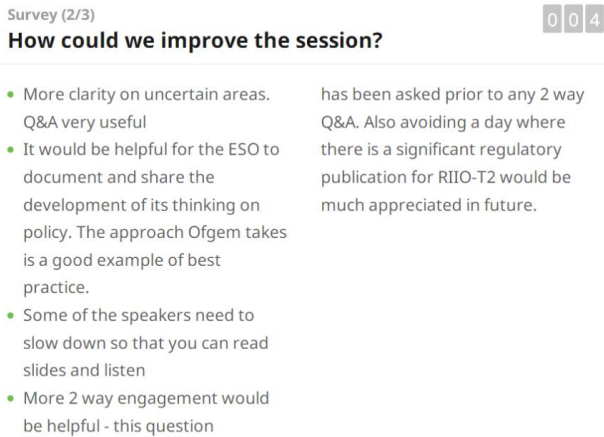 Survey (2/3)
0 0 4
How could we improve the session?
• More clarity on uncertain areas.
Q&A very useful
• It would be helpful for the ESO to
document and share the
development of its thinking on
policy. The approach Ofgem takes
is a good example of best
practice.
• Some of the speakers need to
slow down so that you can read
slides and listen
• More 2 way engagement would
be helpful - this question
has been asked prior to any 2 way
Q&A. Also avoiding a day where
there is a significant regulatory
publication for RIIO-T2 would be
much appreciated in future.